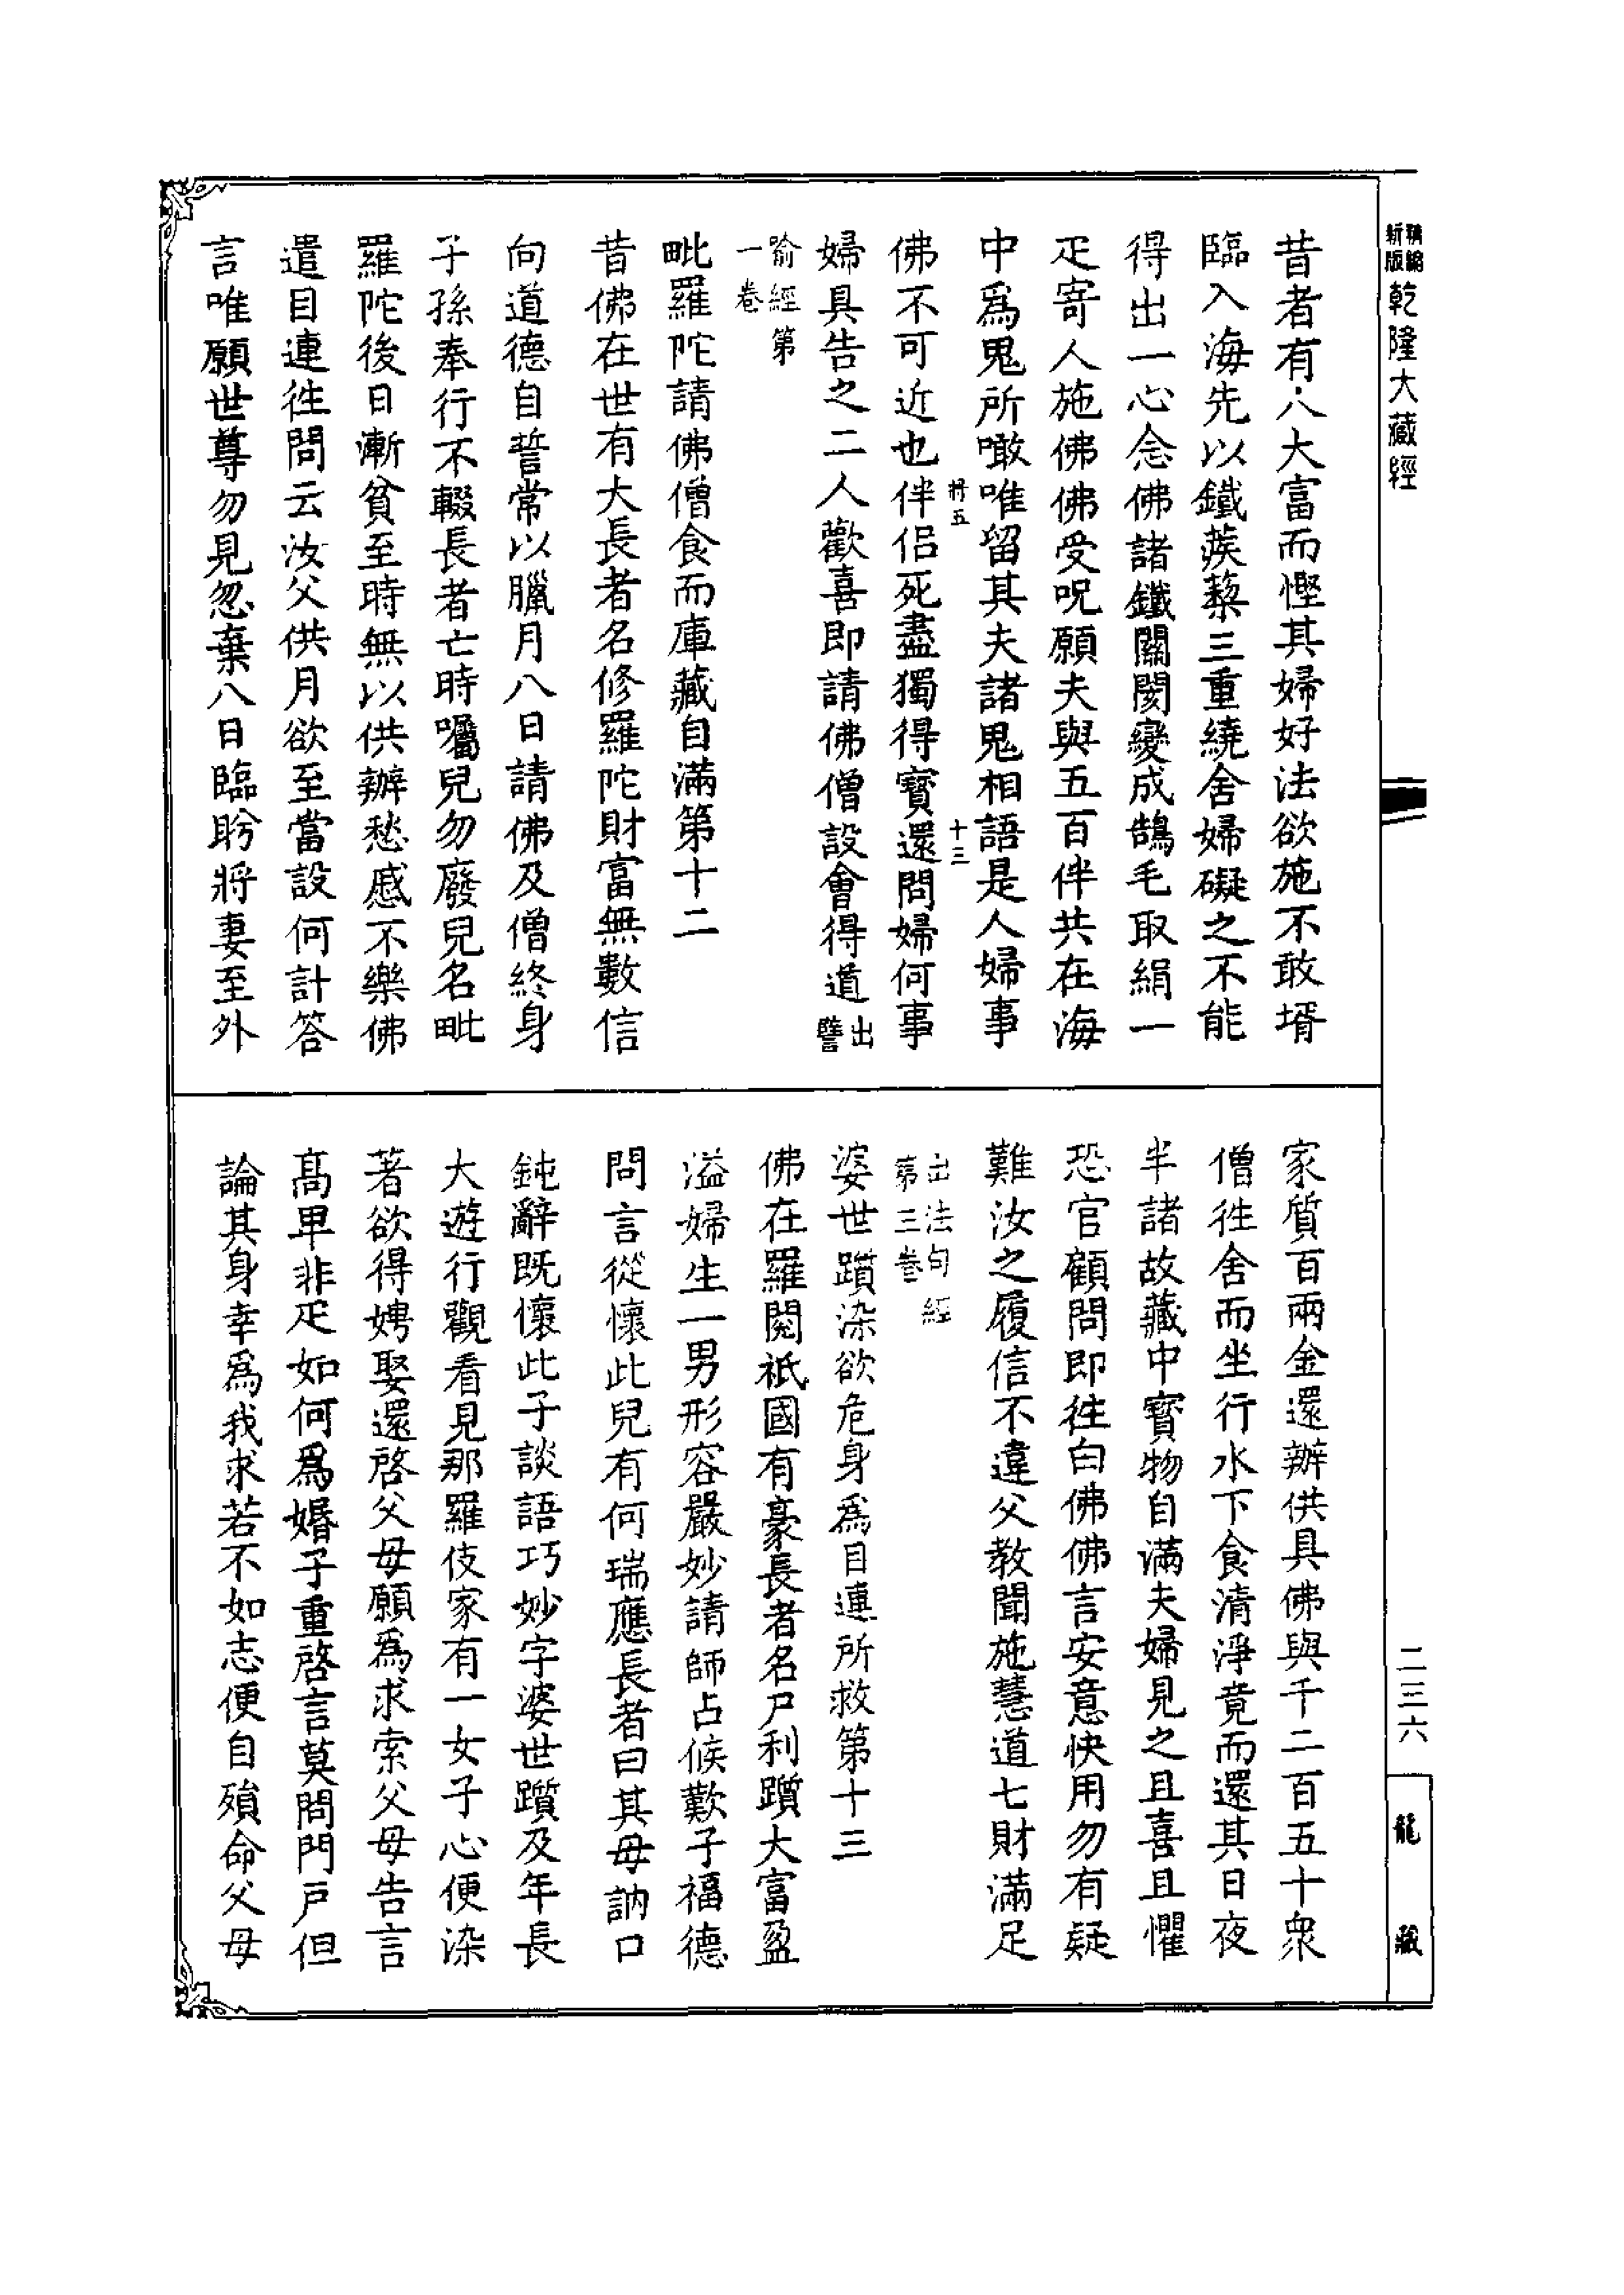 新編縮版乾隆大藏經
昔者有八大富而慳其婦好法欲施不敢壻
臨入海先以鐵蒺蔾三重繞舍婦礙之不能
得出一心念佛諸鐵關閡變成鵠毛取絹一
疋寄人施佛佛受呪願夫與五百伴共在海
中爲鬼所噉唯留其夫諸鬼相語是人婦事
將五 十三
佛不可近也伴侣死盡獨得寳還問婦何事
婦具告之二人歡喜即請佛僧設會得道出譬
喻經第
一卷
毗羅陀請佛僧食而庫藏自滿第十二
昔佛在世有大長者名修羅陀財富無數信
向道德自誓常以臘月八日請佛及僧終身
子孫奉行不輟長者亡時囑兒勿廢兒名毗
羅陀後日漸貧至時無以供辦愁慼不樂佛
遣目連徃問云汝父供月欲至當設何計答
言唯願世尊勿見忽棄八日臨盻將妻至外
家質百兩金還辦供具佛與千二百五十衆
僧徃舍而坐行水下食清淨竟而還其日夜
半諸故藏中寳物自滿夫婦見之且喜且懼
恐官顧問即徃白佛佛言安意快用勿有疑
難汝之履信不違父教聞施慧道七財滿足
出法句經
第三卷
婆世躓染欲危身爲目連所救第十三
佛在羅閱祇國有豪長者名尸利躓大富盈
溢婦生一男形容嚴妙請師占候歎子福德
問言從懷此兒有何瑞應長者曰其母訥口
鈍辭既懷此子談語巧妙字婆世躓及年長
大遊行觀看見那羅伎家有一女子心便染
著欲得娉娶還啓父母願爲求索父母告言
高甲非疋如何爲婚子重啓言莫問門戸但
論其身幸爲我求若不如志便自殞命父母
二三六
龍藏